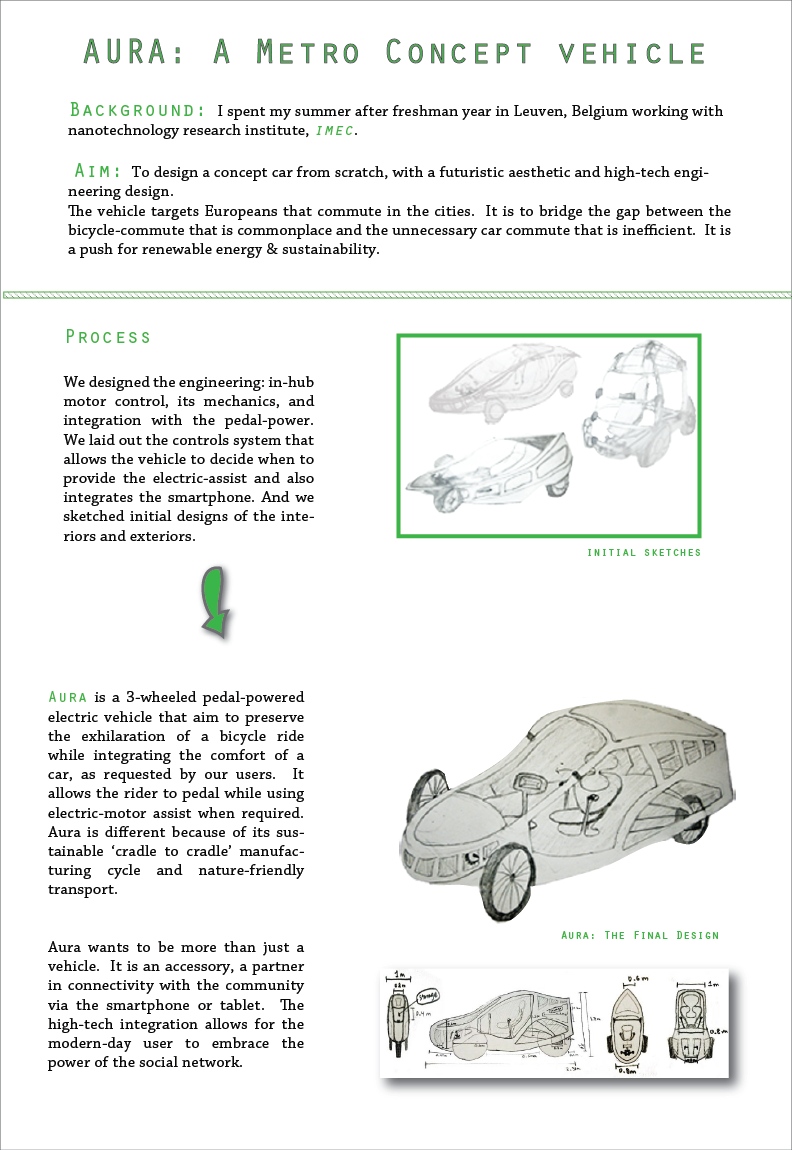 AURA: A Metro Concept vehicle
Background: I spent my summer after freshman year in Leuven, Belgium working with
nanotechnology research institute, IMEC.
Aim: To design a concept car from scratch, with a futuristic aesthetic and high-tech engi-
neering design.
The vehicle targets Europeans that commute in the cities. It is to bridge the gap between the
bicycle-commute that is commonplace and the unnecessary car commute that is inefficient. It is
a push for renewable energy & sustainability.
Process
We designed the engineering: in-hub
motor control, its mechanics, and
integration with the pedal-power.
We laid out the controls system that
allows the vehicle to decide when to
provide the electric-assist and also
integrates the smartphone. And we
sketched initial designs of the inte-
riors and exteriors.
initial sketches
Aura is a 3-wheeled pedal-powered
electric vehicle that aim to preserve
the exhilaration of a bicycle ride
while integrating the comfort of a
car, as requested by our users. It
allows the rider to pedal while using
electric-motor assist when required.
Aura is different because of its sus-
tainable ‘cradle to cradle’ manufac-
turing cycle and nature-friendly
transport.
Aura: The Final Design
Aura wants to be more than just a
vehicle. It is an accessory, a partner
in connectivity with the community
via the smartphone or tablet. The
high-tech integration allows for the
modern-day user to embrace the
power of the social network.
1m
storage
0.4 m
0.6 m
0.8m
1m
0.8m